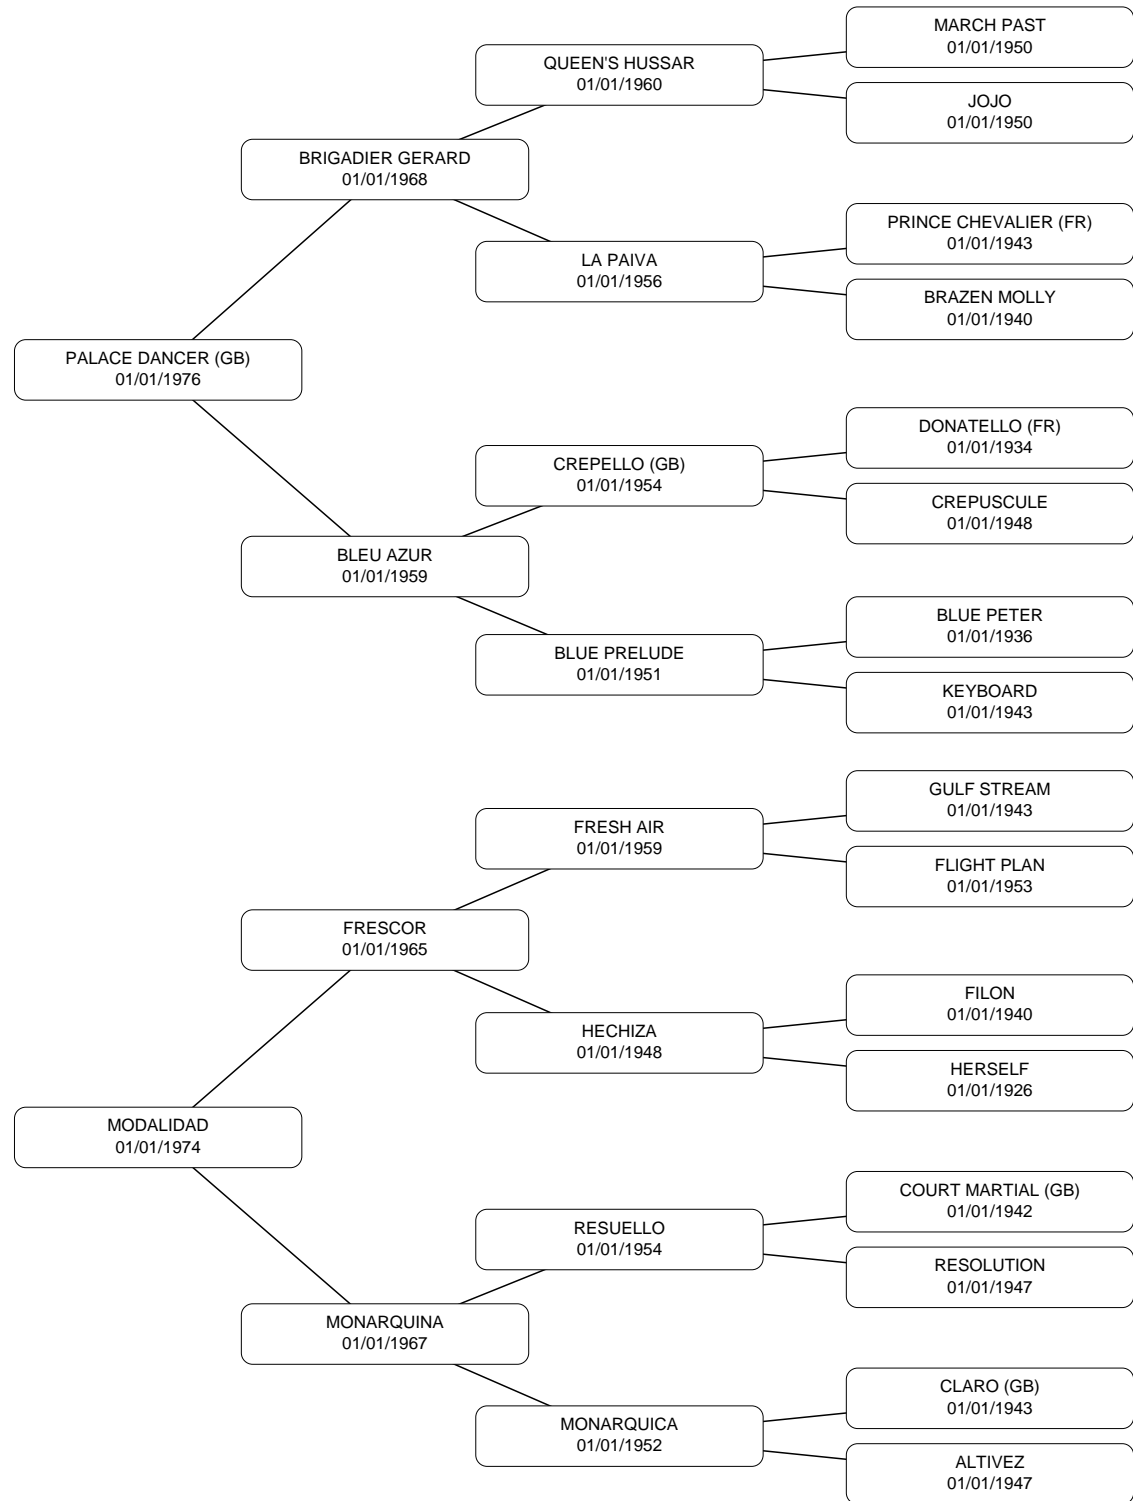 MARCH PAST
01/01/1950
QUEEN'S HUSSAR
01/01/1960
JOJO
01/01/1950
BRIGADIER GERARD
01/01/1968
PRINCE CHEVALIER (FR)
01/01/1943
LA PAIVA
01/01/1956
BRAZEN MOLLY
01/01/1940
PALACE DANCER (GB)
01/01/1976
DONATELLO (FR)
01/01/1934
CREPELLO (GB)
01/01/1954
CREPUSCULE
01/01/1948
BLEU AZUR
01/01/1959
BLUE PETER
01/01/1936
BLUE PRELUDE
01/01/1951
KEYBOARD
01/01/1943
GULF STREAM
01/01/1943
FRESH AIR
01/01/1959
FLIGHT PLAN
01/01/1953
FRESCOR
01/01/1965
FILON
01/01/1940
HECHIZA
01/01/1948
HERSELF
01/01/1926
MODALIDAD
01/01/1974
COURT MARTIAL (GB)
01/01/1942
RESUELLO
01/01/1954
RESOLUTION
01/01/1947
MONARQUINA
01/01/1967
CLARO (GB)
01/01/1943
MONARQUICA
01/01/1952
ALTIVEZ
01/01/1947